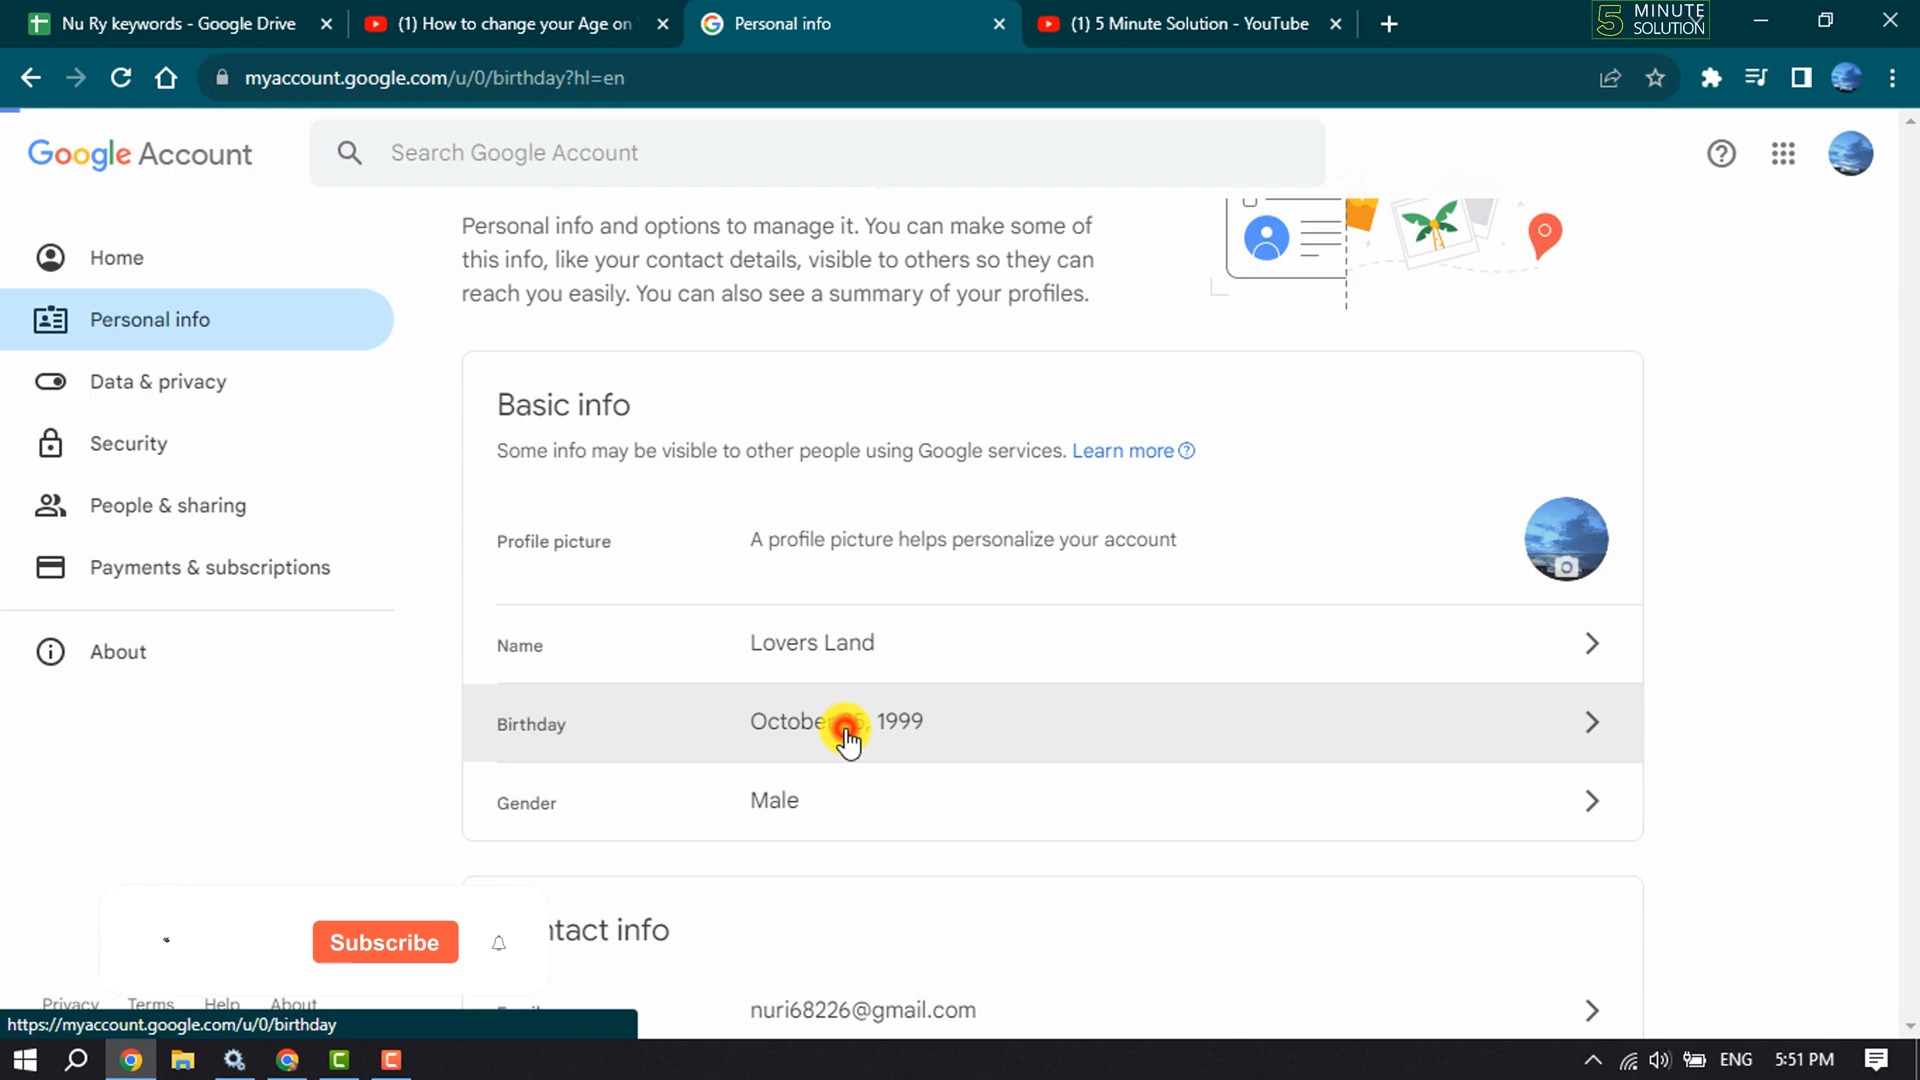 Nu Ry keywords - Google Drive
(1) How to change your Age on
Personal info
(1) 5 Minute Solution - YouTube
5 MINUTE
SOLUTION
myaccount.google.com/u/0/birthday?hl=en
Google Account
Search Google Account
Personal info and options to manage it. You can make some of
this info, like your contact details, visible to others so they can
reach you easily. You can also see a summary of your profiles.
Home
Personal info
Data & privacy
Security
People & sharing
Payments & subscriptions
About
Basic info
Some info may be visible to other people using Google services. Learn more
Profile picture
A profile picture helps personalize your account
Name
Lovers Land
Birthday
October 5, 1999
Gender
Male
Subscribe
ntact info
Privacy Terms Help About
nuri68226@gmail.com
https://myaccount.google.com/u/0/birthday
ENG
5:51 PM